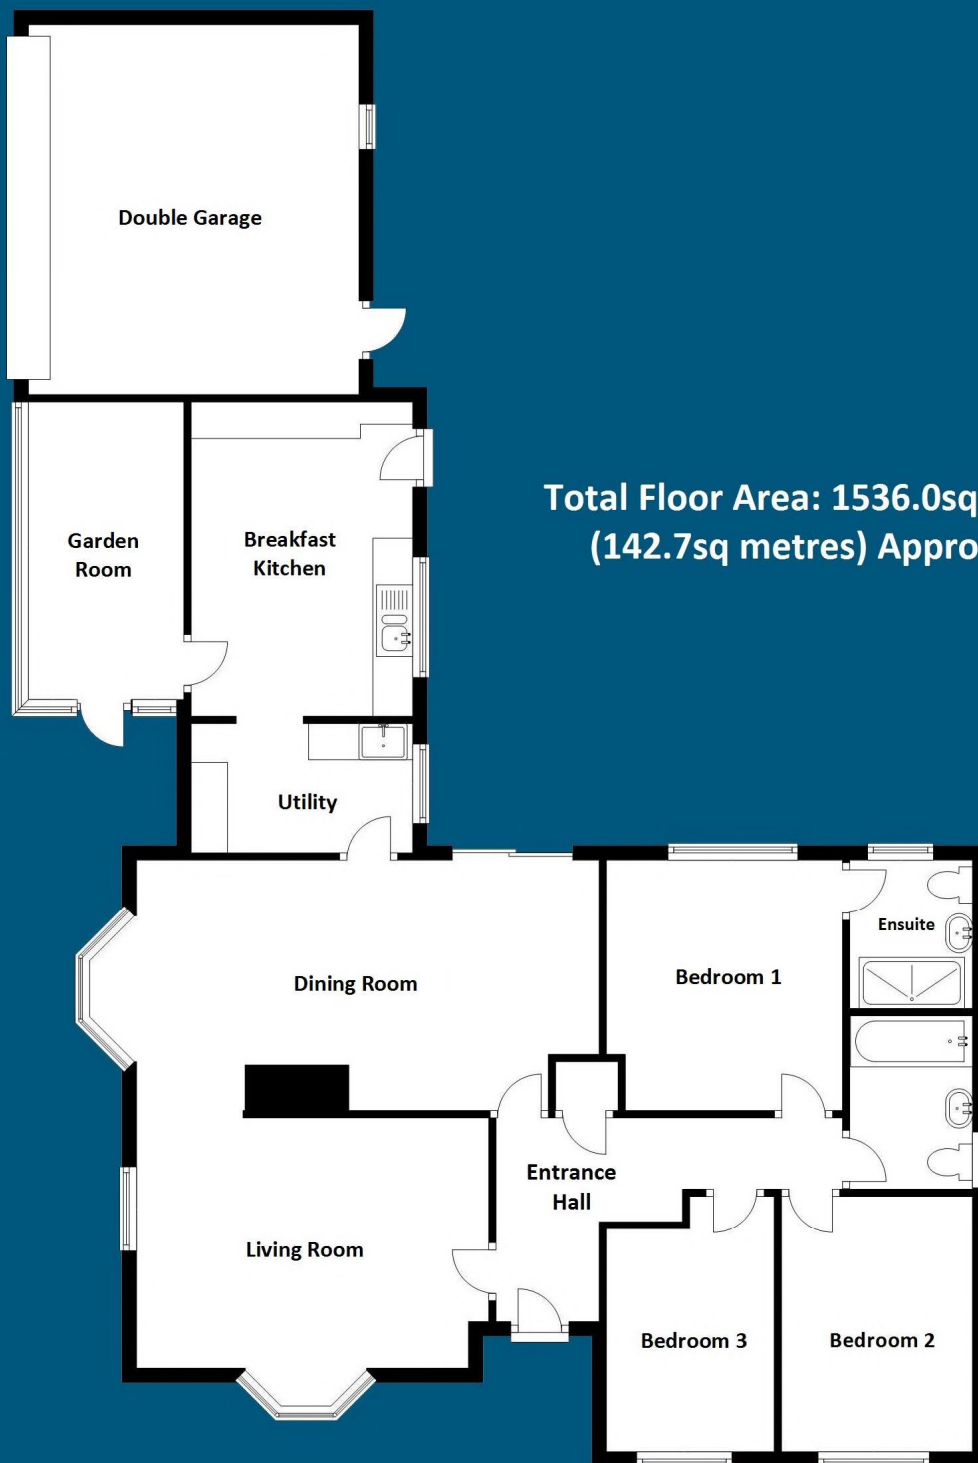 Double Garage
Total Floor Area: 1536.0sq
(142.7sq metres) Appro
Garden
Room
Breakfast
Kitchen
Utility
Dining Room
Bedroom 1
Ensuite
Entrance
Hall
Living Room
Bedroom 3
Bedroom 2